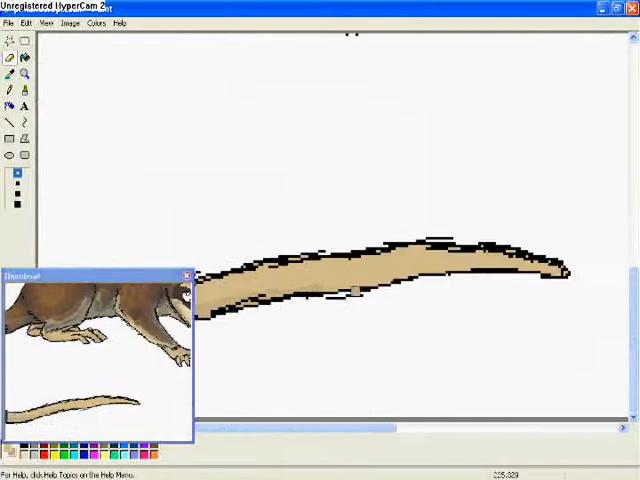 Unregistered HyperCam 2
File Edit View Image Colors Help
A
Thumbnail
For Help, click Help Topics on the Help Menu.